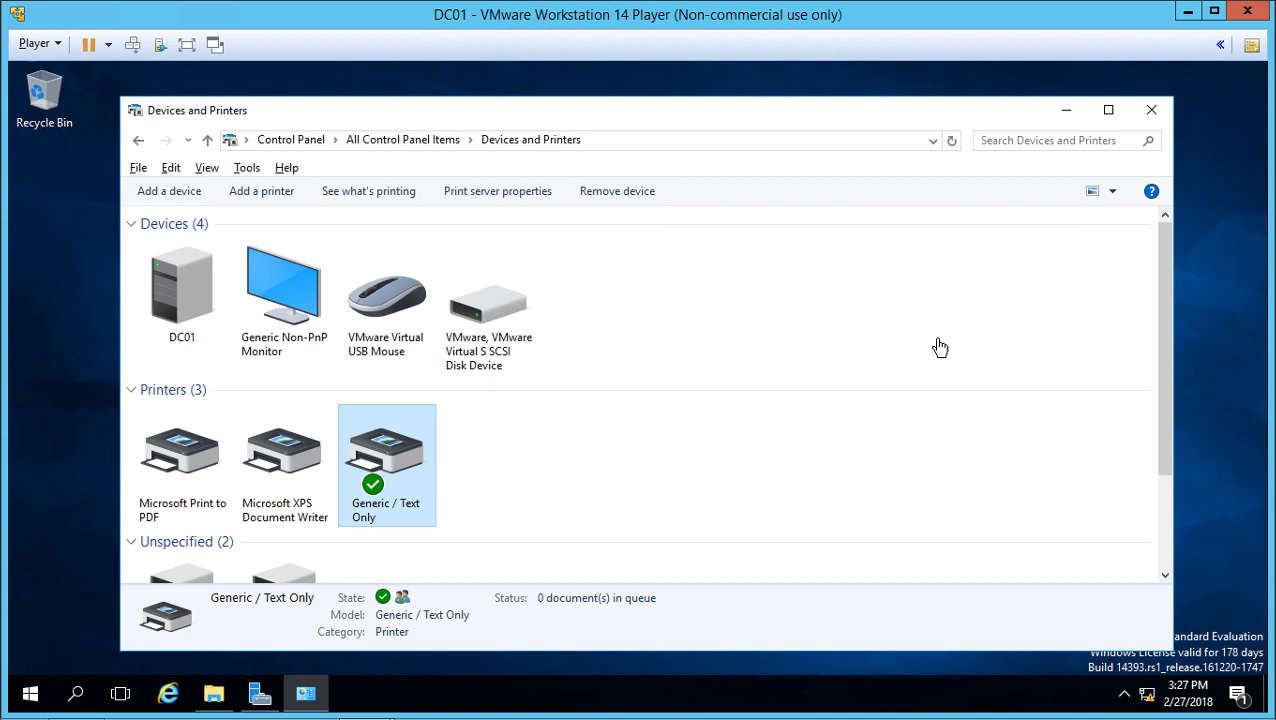 DC01 - VMware Workstation 14 Player (Non-commercial use only)
Player
Recycle Bin
Devices and Printers
Control Panel > All Control Panel Items > Devices and Printers
Search Devices and Printers
File Edit View Tools Help
Add a device Add a printer See what's printing Print server properties Remove device
Devices (4)
DC01
Generic Non-PnP
Monitor
VMware Virtual
USB Mouse
VMware, VMware
Virtual S SCSI
Disk Device
Printers (3)
Microsoft Print to
PDF
Microsoft XPS
Document Writer
Generic / Text
Only
Unspecified (2)
Generic / Text Only
State:
Status: 0 document(s) in queue
Model: Generic / Text Only
Category: Printer
andard Evaluation
Windows License valid for 178 days
Build 14393.rs1_release.161220-1747
3:27 PM
2/27/2018
1